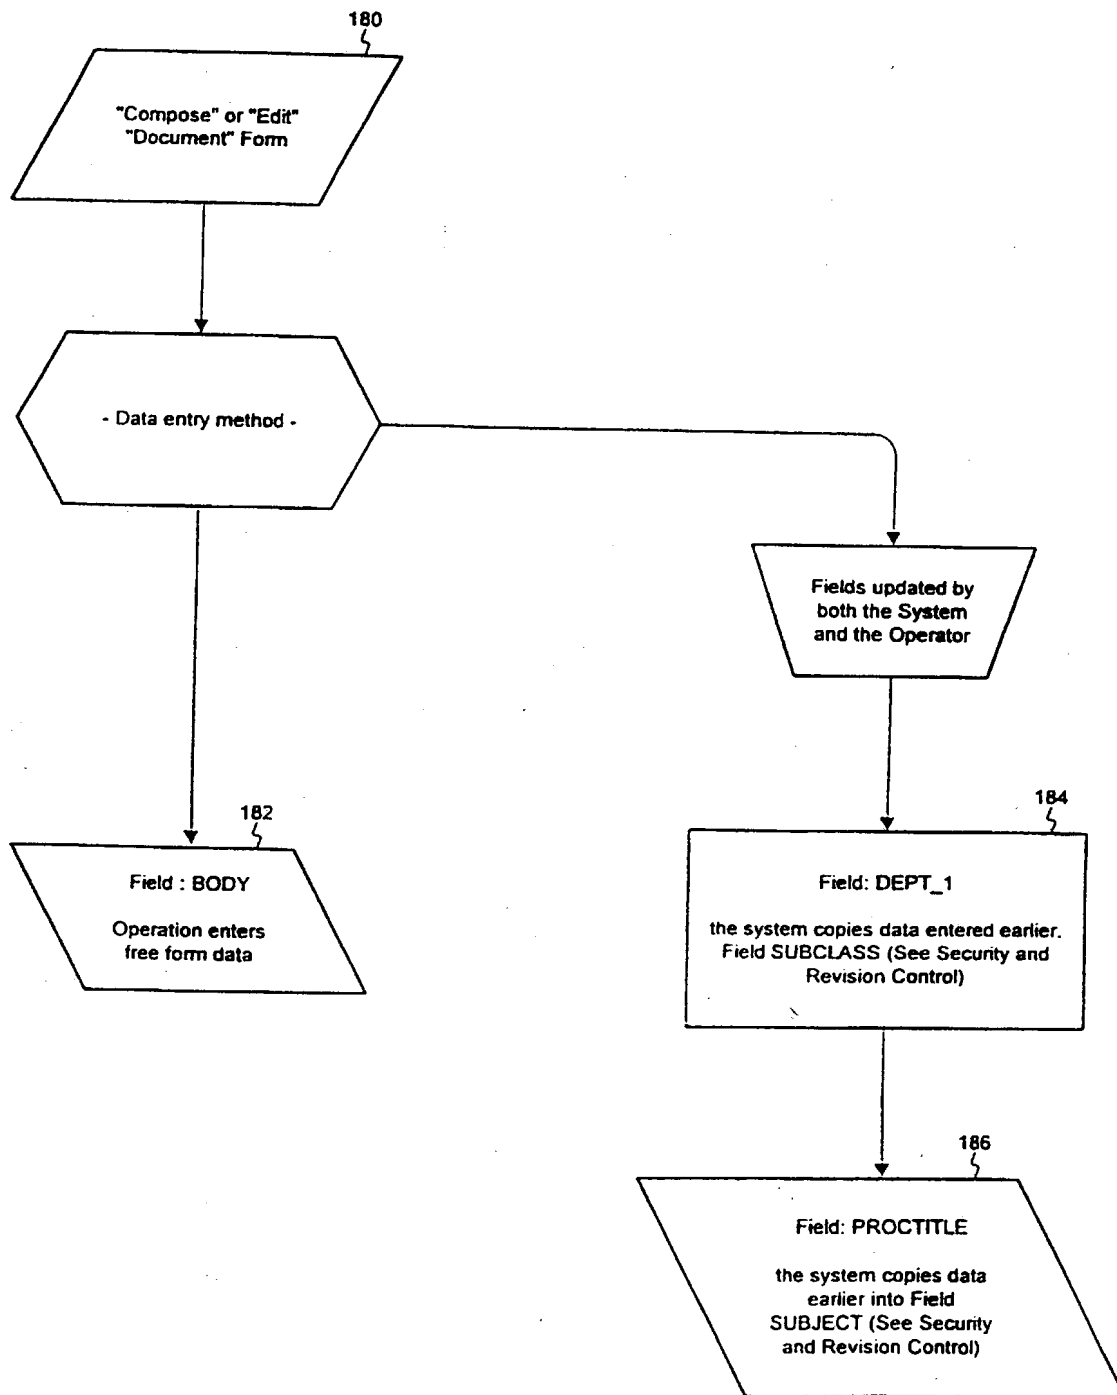 180
"Compose" or "Edit"
"Document" Form
- Data entry method -
Fields updated by
both the System
and the Operator
182
Field : BODY
Operation enters
free form data
184
Field: DEPT_1
the system copies data entered earlier.
Field SUBCLASS (See Security and
Revision Control)
186
Field: PROCTITLE
the system copies data
earlier into Field
SUBJECT (See Security
and Revision Control)